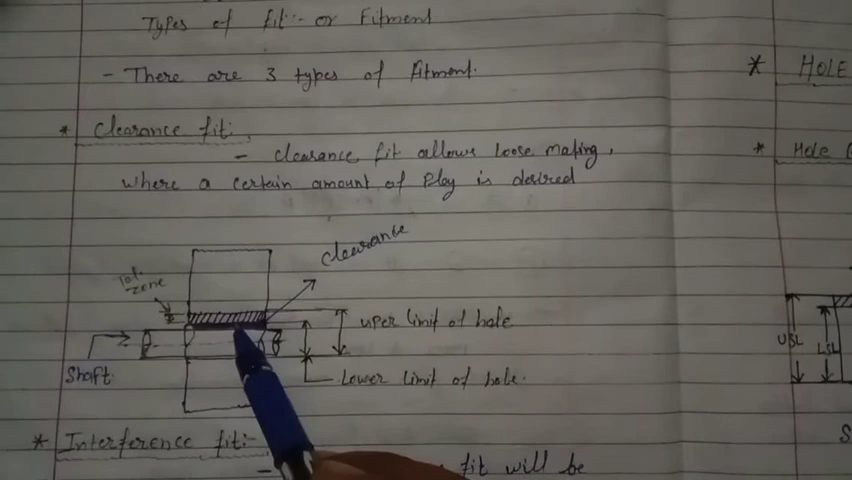 Types of fit:- or Fitment
- There are 3 types of Fitment.
* Clearance fit:
- clearance fit allows loose mating,
where a certain amount of Play is desired
Clearance
Tol. zone
uper limit of hole
Shaft
Lower limit of hole.
* Interference fit:-
- fit will be
* HOLE
* Hole
USL
LSL
S